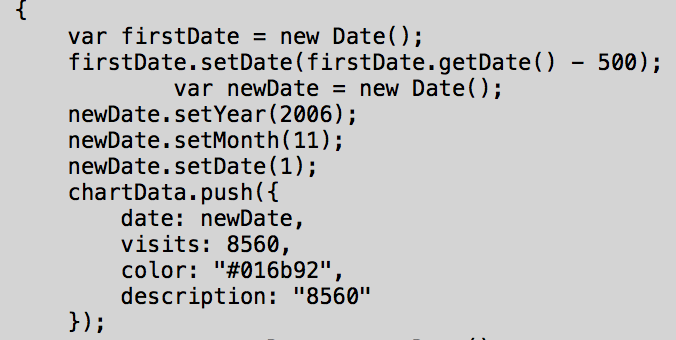 {
var firstDate = new Date();
firstDate.setDate(firstDate.getDate() - 500);
var newDate = new Date();
newDate.setYear(2006);
newDate.setMonth(11);
newDate.setDate(1);
chartData.push({
date: newDate,
visits: 8560,
color: "#016b92",
description: "8560"
});